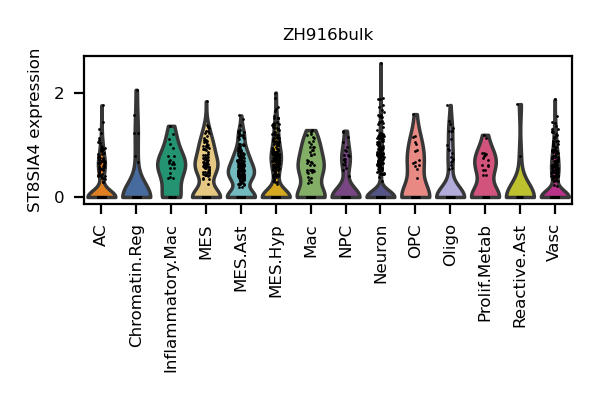 ZH916bulk
ST8SIA4 expression
2
0
AC
Chromatin.Reg
Inflammatory.Mac
MES
MES.Ast
MES.Hyp
Mac
NPC
Neuron
OPC
Oligo
Prolif.Metab
Reactive.Ast
Vasc